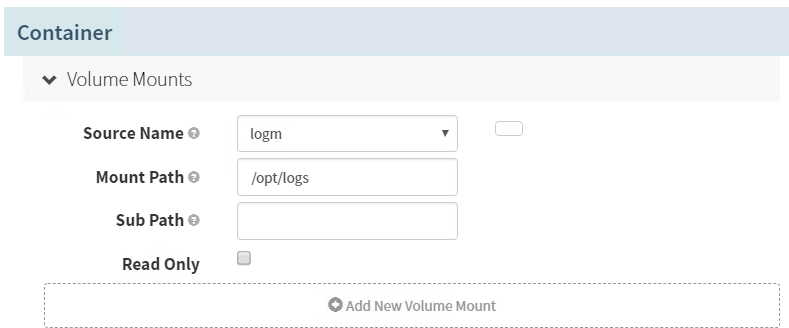 Container
Volume Mounts
Source Name ?
logm
Mount Path ?
/opt/logs
Sub Path ?
Read Only
Add New Volume Mount